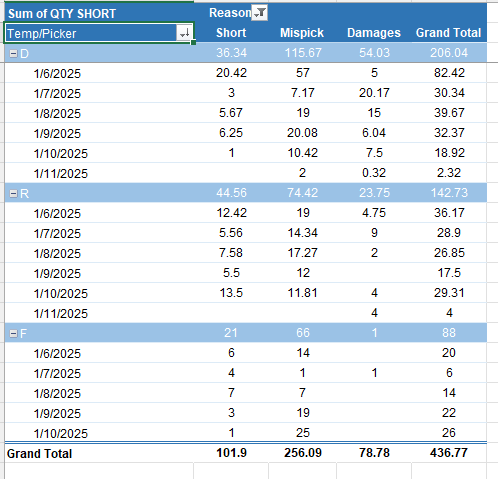 Sum of QTY SHORT Reason
Temp/Picker Short Mispick Damages Grand Total
D 36.34 115.67 54.03 206.04
1/6/2025 20.42 57 5 82.42
1/7/2025 3 7.17 20.17 30.34
1/8/2025 5.67 19 15 39.67
1/9/2025 6.25 20.08 6.04 32.37
1/10/2025 1 10.42 7.5 18.92
1/11/2025 2 0.32 2.32
R 44.56 74.42 23.75 142.73
1/6/2025 12.42 19 4.75 36.17
1/7/2025 5.56 14.34 9 28.9
1/8/2025 7.58 17.27 2 26.85
1/9/2025 5.5 12 17.5
1/10/2025 13.5 11.81 4 29.31
1/11/2025 4 4
F 21 66 1 88
1/6/2025 6 14 20
1/7/2025 4 1 1 6
1/8/2025 7 7 14
1/9/2025 3 19 22
1/10/2025 1 25 26
Grand Total 101.9 256.09 78.78 436.77